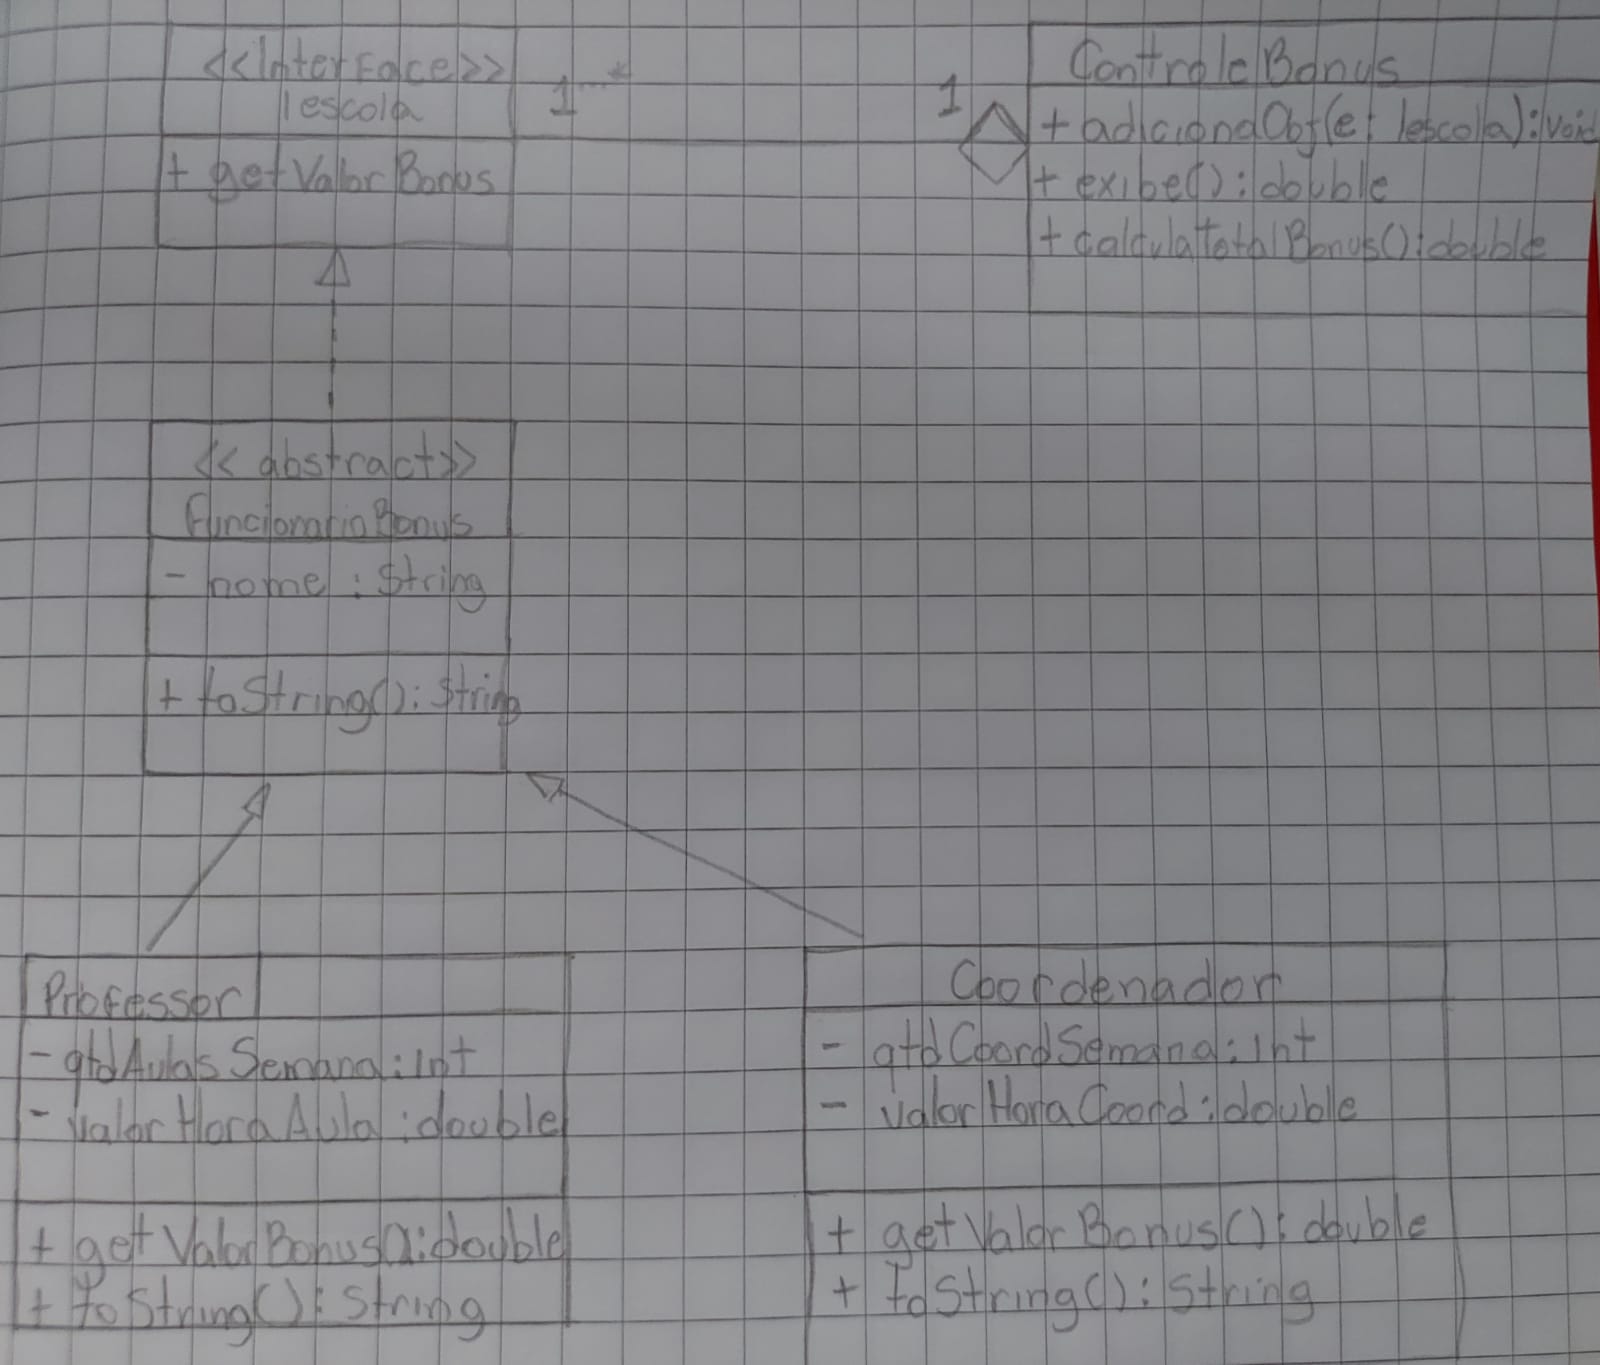 <<Interface>>
Iescola
+ getValorBonus
1...*
1
ControleBonus
+ adicionaObj(e: Iescola): void
+ exibe(): double
+ calculaTotalBonus(): double
<<abstract>>
FuncionarioBonus
- nome: String
+ toString(): String
Professor
- qtdAulasSemana: int
- valorHoraAula: double
+ getValorBonus(): double
+ toString(): String
Coordenador
- qtdCoordSemana: int
- valorHoraCoord: double
+ getValorBonus(): double
+ toString(): String